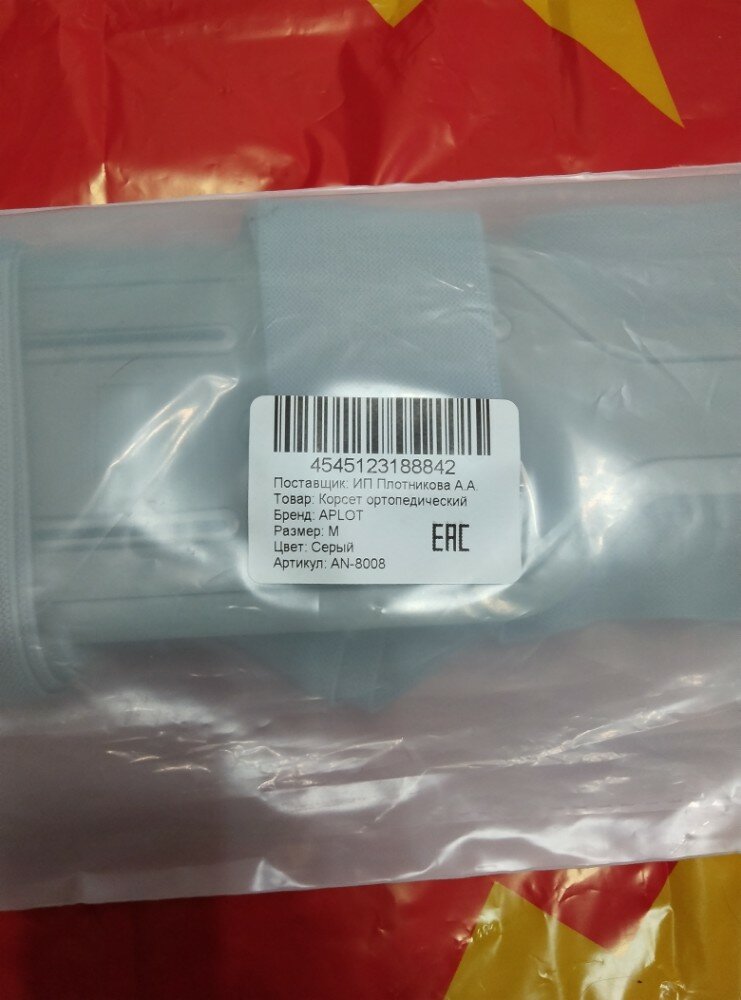 4545123188842
Поставщик: ИП Плотникова А.А.
Товар: Корсет ортопедический
Бренд: APLOT
Размер: M
Цвет: Серый
Артикул: AN-8008
EAC